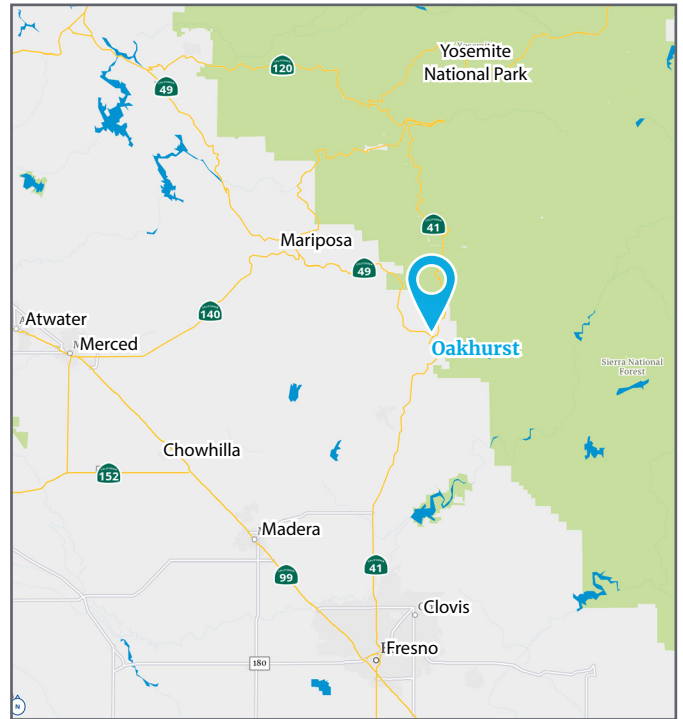 Yosemite
National Park
120
49
41
Mariposa
49
140
Atwater
Merced
Oakhurst
Sierra National
Forest
Chowhilla
152
Madera
99
41
Clovis
Fresno
180
N